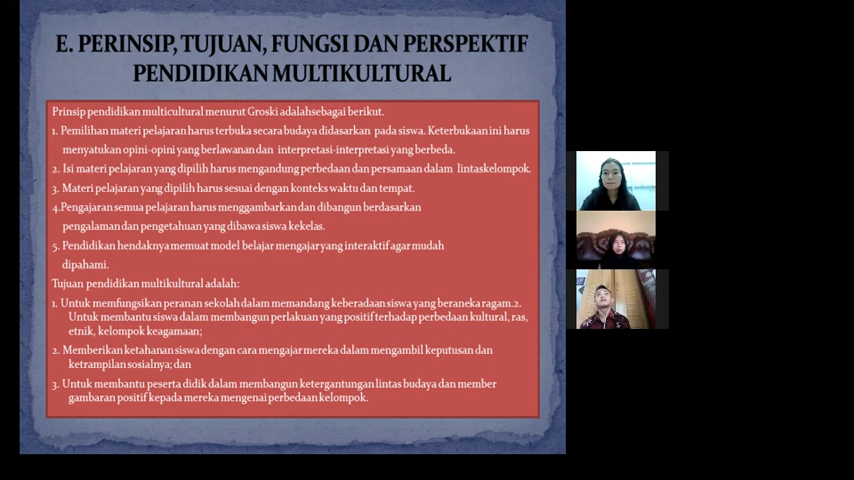 E. PERINSIP, TUJUAN, FUNGSI DAN PERSPEKTIF
PENDIDIKAN MULTIKULTURAL
Prinsip pendidikan multicultural menurut Groski adalahsebagai berikut.
1. Pemilihan materi pelajaran harus terbuka secara budaya didasarkan pada siswa. Keterbukaan ini harus
menyatukan opini-opini yang berlawanan dan interpretasi-interpretasi yang berbeda.
2. Isi materi pelajaran yang dipilih harus mengandung perbedaan dan persamaan dalam lintaskelompok.
3. Materi pelajaran yang dipilih harus sesuai dengan konteks waktu dan tempat.
4.Pengajaran semua pelajaran harus menggambarkan dan dibangun berdasarkan
pengalaman dan pengetahuan yang dibawa siswa kekelas.
5. Pendidikan hendaknya memuat model belajar mengajar yang interaktif agar mudah
dipahami.
Tujuan pendidikan multikultural adalah:
1. Untuk memfungsikan peranan sekolah dalam memandang keberadaan siswa yang beraneka ragam.2.
Untuk membantu siswa dalam membangun perlakuan yang positif terhadap perbedaan kultural, ras,
etnik, kelompok keagamaan;
2. Memberikan ketahanan siswa dengan cara mengajar mereka dalam mengambil keputusan dan
ketrampilan sosialnya; dan
3. Untuk membantu peserta didik dalam membangun ketergantungan lintas budaya dan member
gambaran positif kepada mereka mengenai perbedaan kelompok.